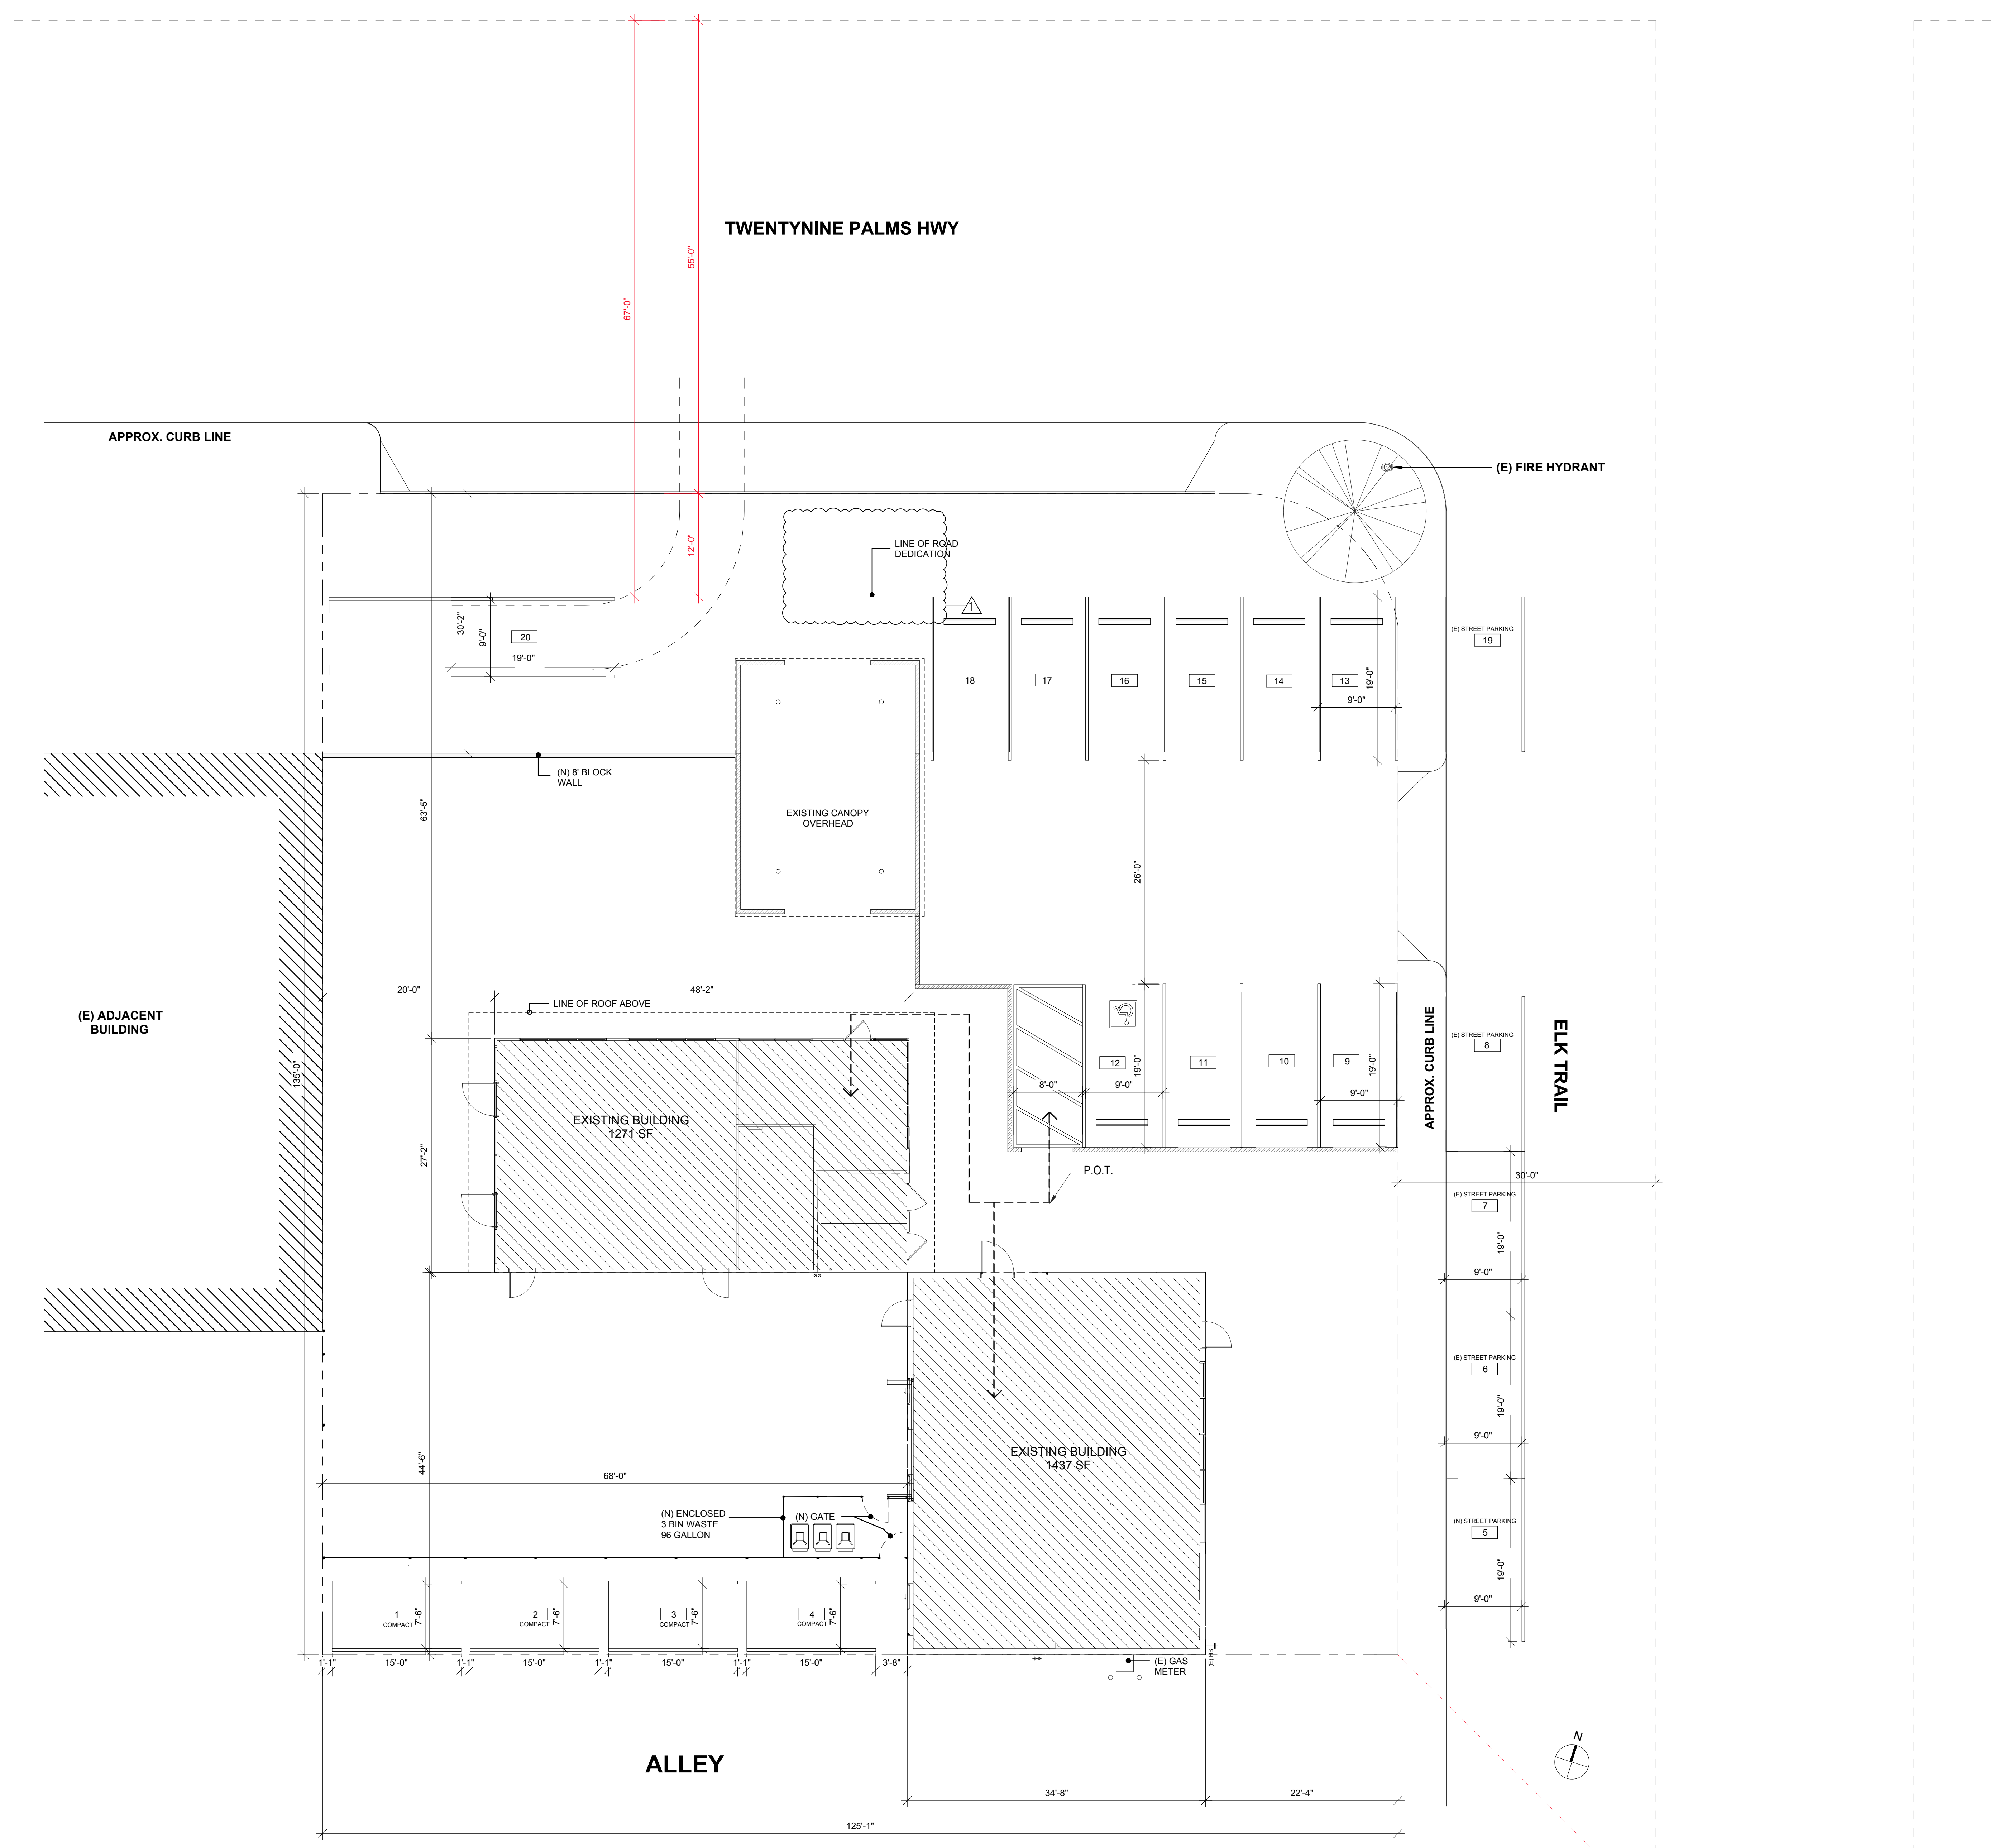 TWENTYNINE PALMS HWY
55'-0"
67'-0"
APPROX. CURB LINE
(E) FIRE HYDRANT
12'-0"
LINE OF ROAD
DEDICATION
1
30'-2"
9'-0"
20
19'-0"
(E) STREET PARKING
19
18
17
16
15
14
13
19'-0"
9'-0"
(N) 8' BLOCK
WALL
63'-5"
EXISTING CANOPY
OVERHEAD
26'-0"
20'-0"
48'-2"
LINE OF ROOF ABOVE
(E) ADJACENT
BUILDING
135'-0"
APPROX. CURB LINE
ELK TRAIL
(E) STREET PARKING
8
12
19'-0"
11
10
9
19'-0"
8'-0"
9'-0"
9'-0"
EXISTING BUILDING
1271 SF
27'-2"
P.O.T.
30'-0"
(E) STREET PARKING
7
19'-0"
9'-0"
(E) STREET PARKING
6
19'-0"
9'-0"
EXISTING BUILDING
1437 SF
44'-6"
68'-0"
(N) ENCLOSED
3 BIN WASTE
96 GALLON
(N) GATE
(N) STREET PARKING
5
19'-0"
9'-0"
1
COMPACT
7'-6"
2
COMPACT
7'-6"
3
COMPACT
7'-6"
4
COMPACT
7'-6"
1'-1"
15'-0"
1'-1"
15'-0"
1'-1"
15'-0"
1'-1"
15'-0"
3'-8"
(E) GAS
METER
(E) HB
N
ALLEY
34'-8"
22'-4"
125'-1"